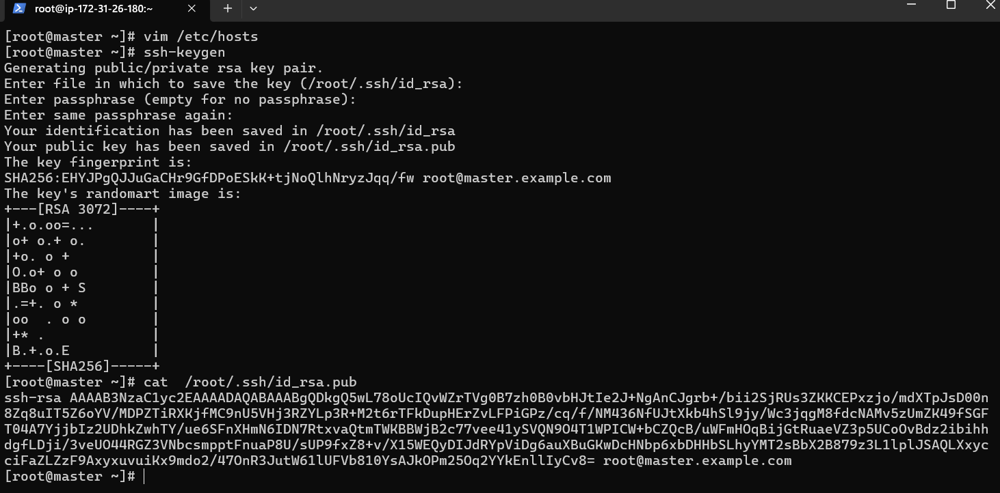 root@ip-172-31-26-180:~
[root@master ~]# vim /etc/hosts
[root@master ~]# ssh-keygen
Generating public/private rsa key pair.
Enter file in which to save the key (/root/.ssh/id_rsa):
Enter passphrase (empty for no passphrase):
Enter same passphrase again:
Your identification has been saved in /root/.ssh/id_rsa
Your public key has been saved in /root/.ssh/id_rsa.pub
The key fingerprint is:
SHA256:EHYJPgQJJuGaCHr9GfDPoESkK+tjNoQlhNryzJqq/fw root@master.example.com
The key's randomart image is:
+---[RSA 3072]----+
|+.o.oo=...       |
|o+ o.+ o.        |
|+o. o +          |
|O.o+ o o         |
|BBo o + S        |
|.=+. o *         |
|oo  . o o        |
|+* .             |
|B.+.o.E          |
+----[SHA256]-----+
[root@master ~]# cat  /root/.ssh/id_rsa.pub
ssh-rsa AAAAB3NzaC1yc2EAAAADAQABAAABgQDkgQ5wL78oUcIQvWZrTVg0B7zh0B0vbHJtIe2J+NgAnCJgrb+/bii2SjRUs3ZKKCEPxzjo/mdXTpJsD00n
8Zq8uIT5Z6oYV/MDPZTiRXKjfMC9nU5VHj3RZYLp3R+M2t6rTFkDupHErZvLFPiGPz/cq/f/NM436NfUJtXkb4hSl9jy/Wc3jqgM8fdcNAMv5zUmZK49fSGF
T04A7YjjbIz2UDhkZwhTY/ue6SFnXHmN6IDN7RtxvaQtmTWKBBWjB2c77vee41ySVQN9O4T1WPICW+bCZQcB/uWFmHOqBijGtRuaeVZ3p5UCoOvBdz2ibihh
dgfLDji/3veUO44RGZ3VNbcsmpptFnuaP8U/sUP9fxZ8+v/X15WEQyDIJdRYpViDg6auXBuGKwDcHNbp6xbDHHbSLhyYMT2sBbX2B879z3L1lplJSAQLXxyc
ciFaZLZzF9AxyxuvuiKx9mdo2/47OnR3JutW61lUFVb810YsAJkOPm25Oq2YYkEnllIyCv8= root@master.example.com
[root@master ~]#